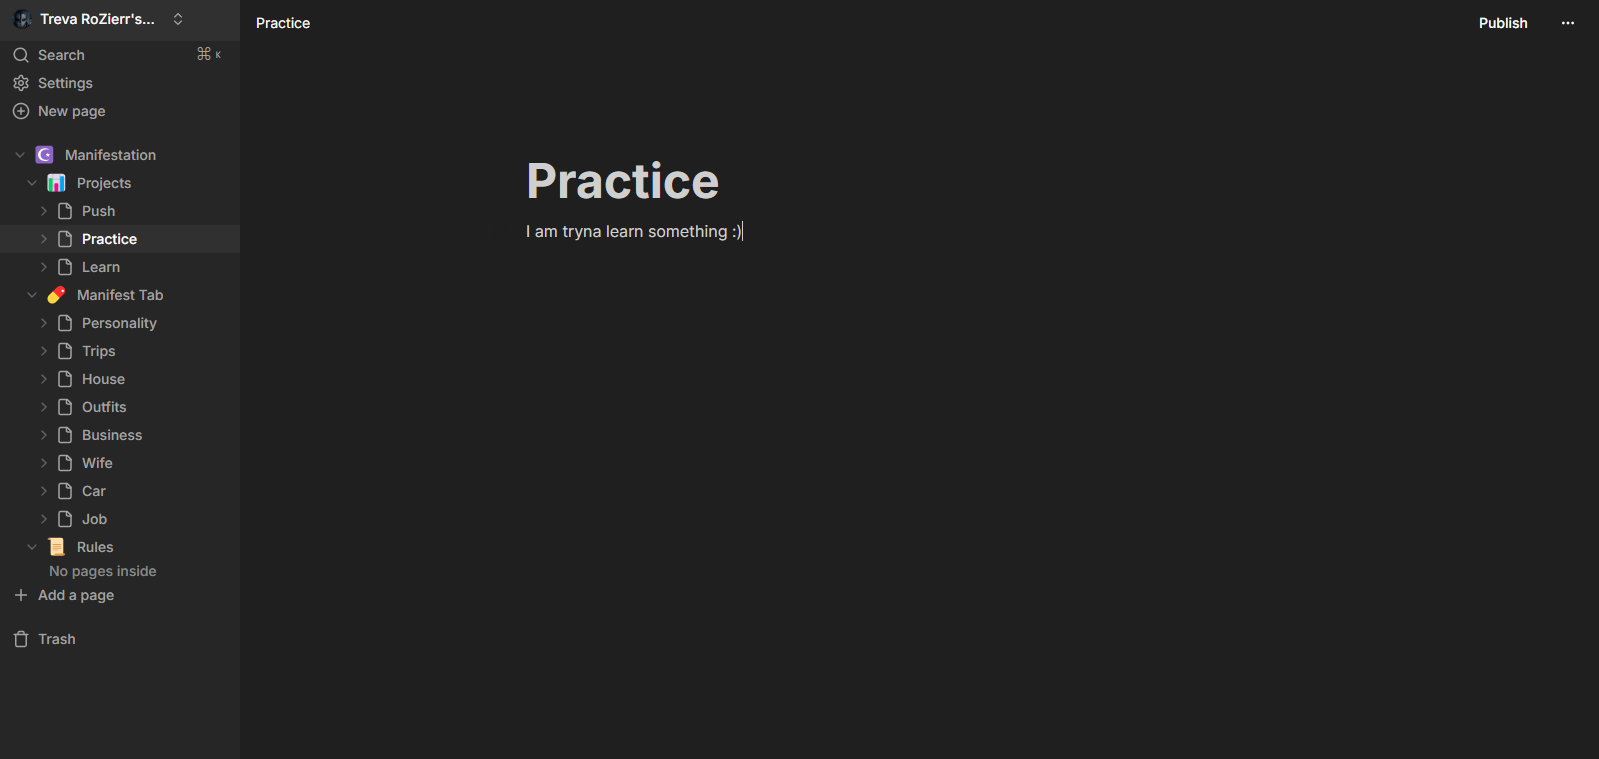 Treva RoZierr's...
Practice
Publish
Search ⌘ K
Settings
New page
Manifestation
Projects
Push
Practice
Learn
Manifest Tab
Personality
Trips
House
Outfits
Business
Wife
Car
Job
Rules
No pages inside
Add a page
Trash
Practice
I am tryna learn something :)